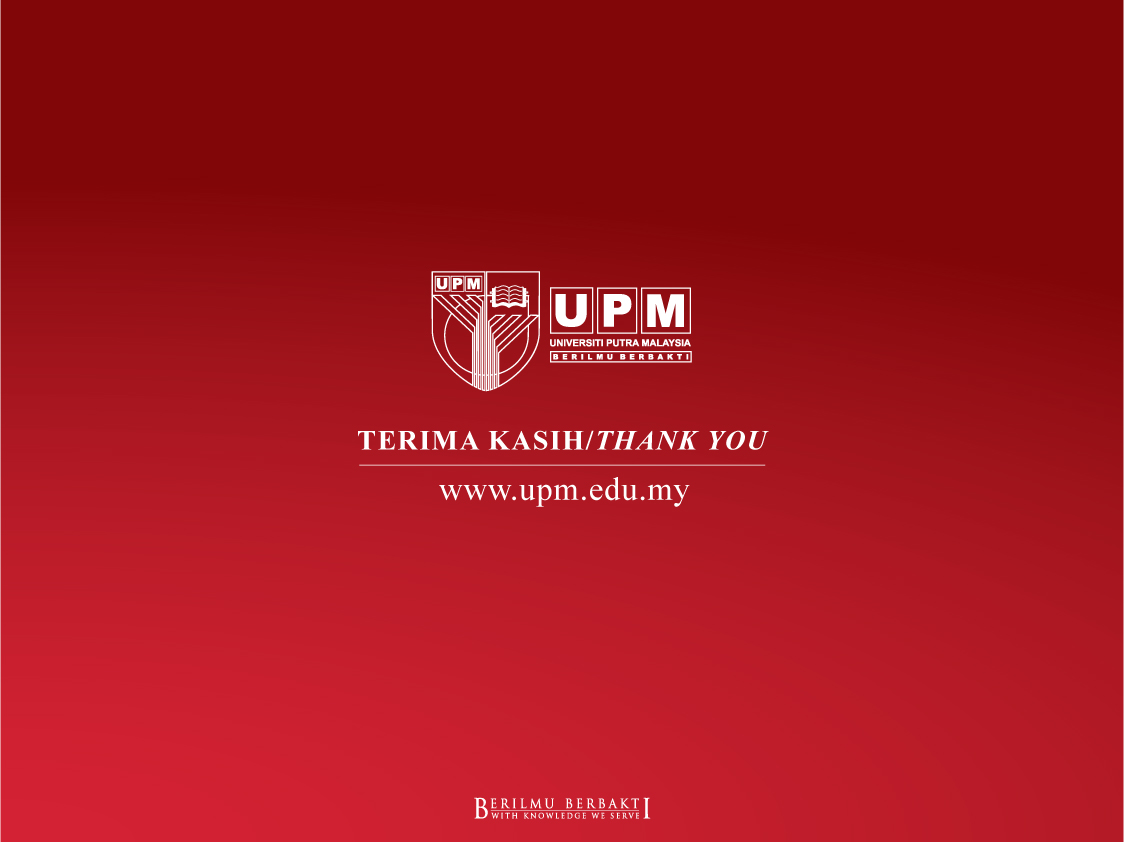 UPM
UPM
UNIVERSITI PUTRA MALAYSIA
BERILMU BERBAKTI
TERIMA KASIH/THANK YOU
www.upm.edu.my
BERILMU BERBAKTI
WITH KNOWLEDGE WE SERVE